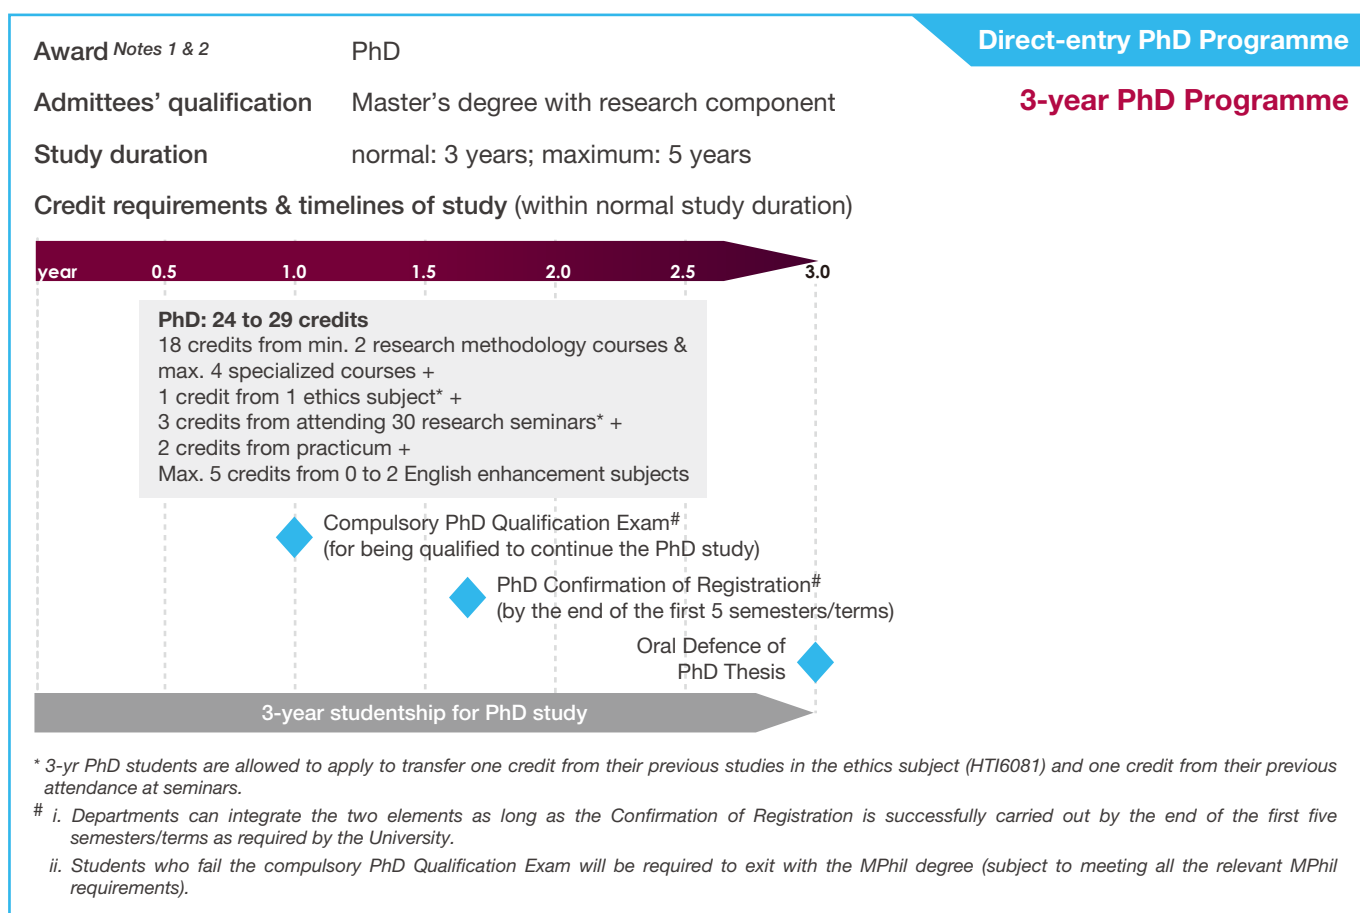 Direct-entry PhD Programme
3-year PhD Programme
Award Notes 1 & 2 PhD
Admittees' qualification Master's degree with research component
Study duration normal: 3 years; maximum: 5 years
Credit requirements & timelines of study (within normal study duration)
year 0.5 1.0 1.5 2.0 2.5 3.0
PhD: 24 to 29 credits
18 credits from min. 2 research methodology courses &
max. 4 specialized courses +
1 credit from 1 ethics subject* +
3 credits from attending 30 research seminars* +
2 credits from practicum +
Max. 5 credits from 0 to 2 English enhancement subjects
Compulsory PhD Qualification Exam#
(for being qualified to continue the PhD study)
PhD Confirmation of Registration#
(by the end of the first 5 semesters/terms)
Oral Defence of
PhD Thesis
3-year studentship for PhD study
* 3-yr PhD students are allowed to apply to transfer one credit from their previous studies in the ethics subject (HTI6081) and one credit from their previous
attendance at seminars.
# i. Departments can integrate the two elements as long as the Confirmation of Registration is successfully carried out by the end of the first five
semesters/terms as required by the University.
ii. Students who fail the compulsory PhD Qualification Exam will be required to exit with the MPhil degree (subject to meeting all the relevant MPhil
requirements).